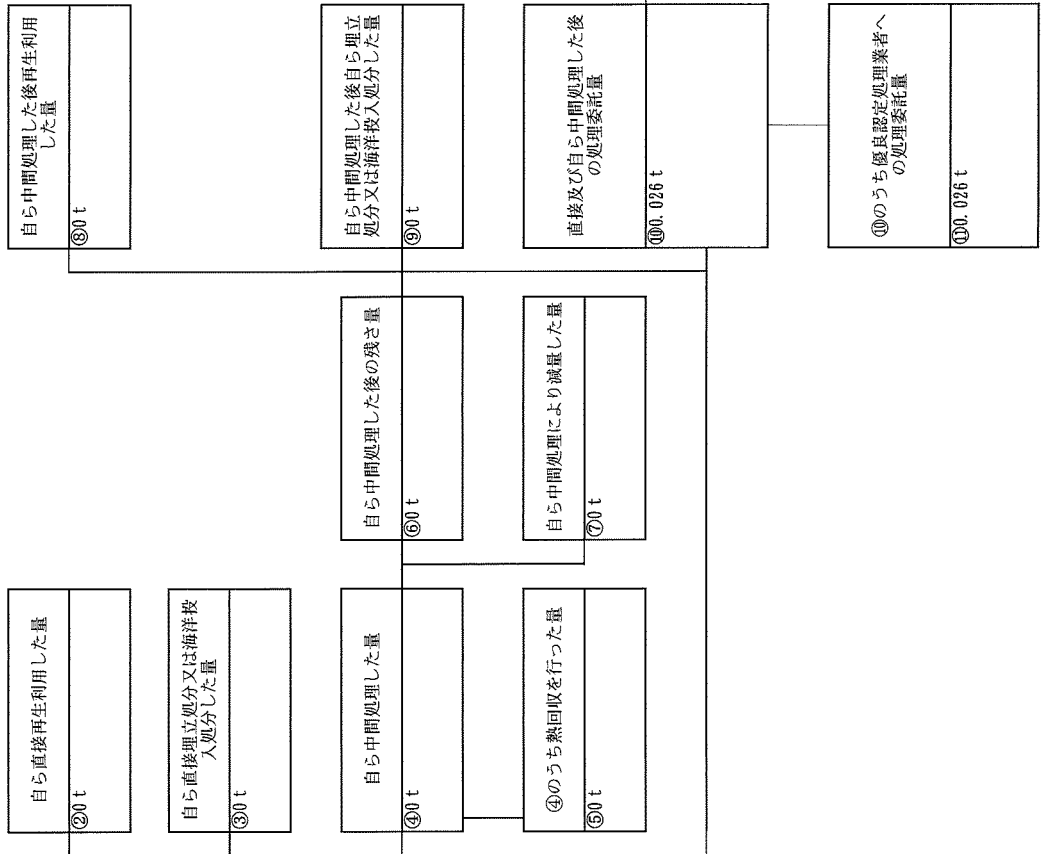 自ら直接再生利用した量
②0 t
自ら直接埋立処分又は海洋投
入処分した量
③0 t
自ら中間処理した量
④0 t
④のうち熱回収を行った量
⑤0 t
自ら中間処理した後の残さ量
⑥0 t
自ら中間処理により減量した量
⑦0 t
自ら中間処理した後再生利用
した量
⑧0 t
自ら中間処理した後自ら埋立
処分又は海洋投入処分した量
⑨0 t
直接及び自ら中間処理した後
の処理委託量
⑩0.026 t
⑩のうち優良認定処理業者へ
の処理委託量
⑪0.026 t